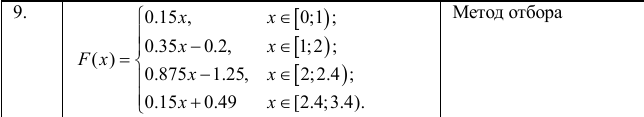 9.
F(x) = { 0.15x, x ∈ [0;1);
0.35x − 0.2, x ∈ [1;2);
0.875x − 1.25, x ∈ [2;2.4);
0.15x + 0.49 x ∈ [2.4;3.4).
Метод отбора